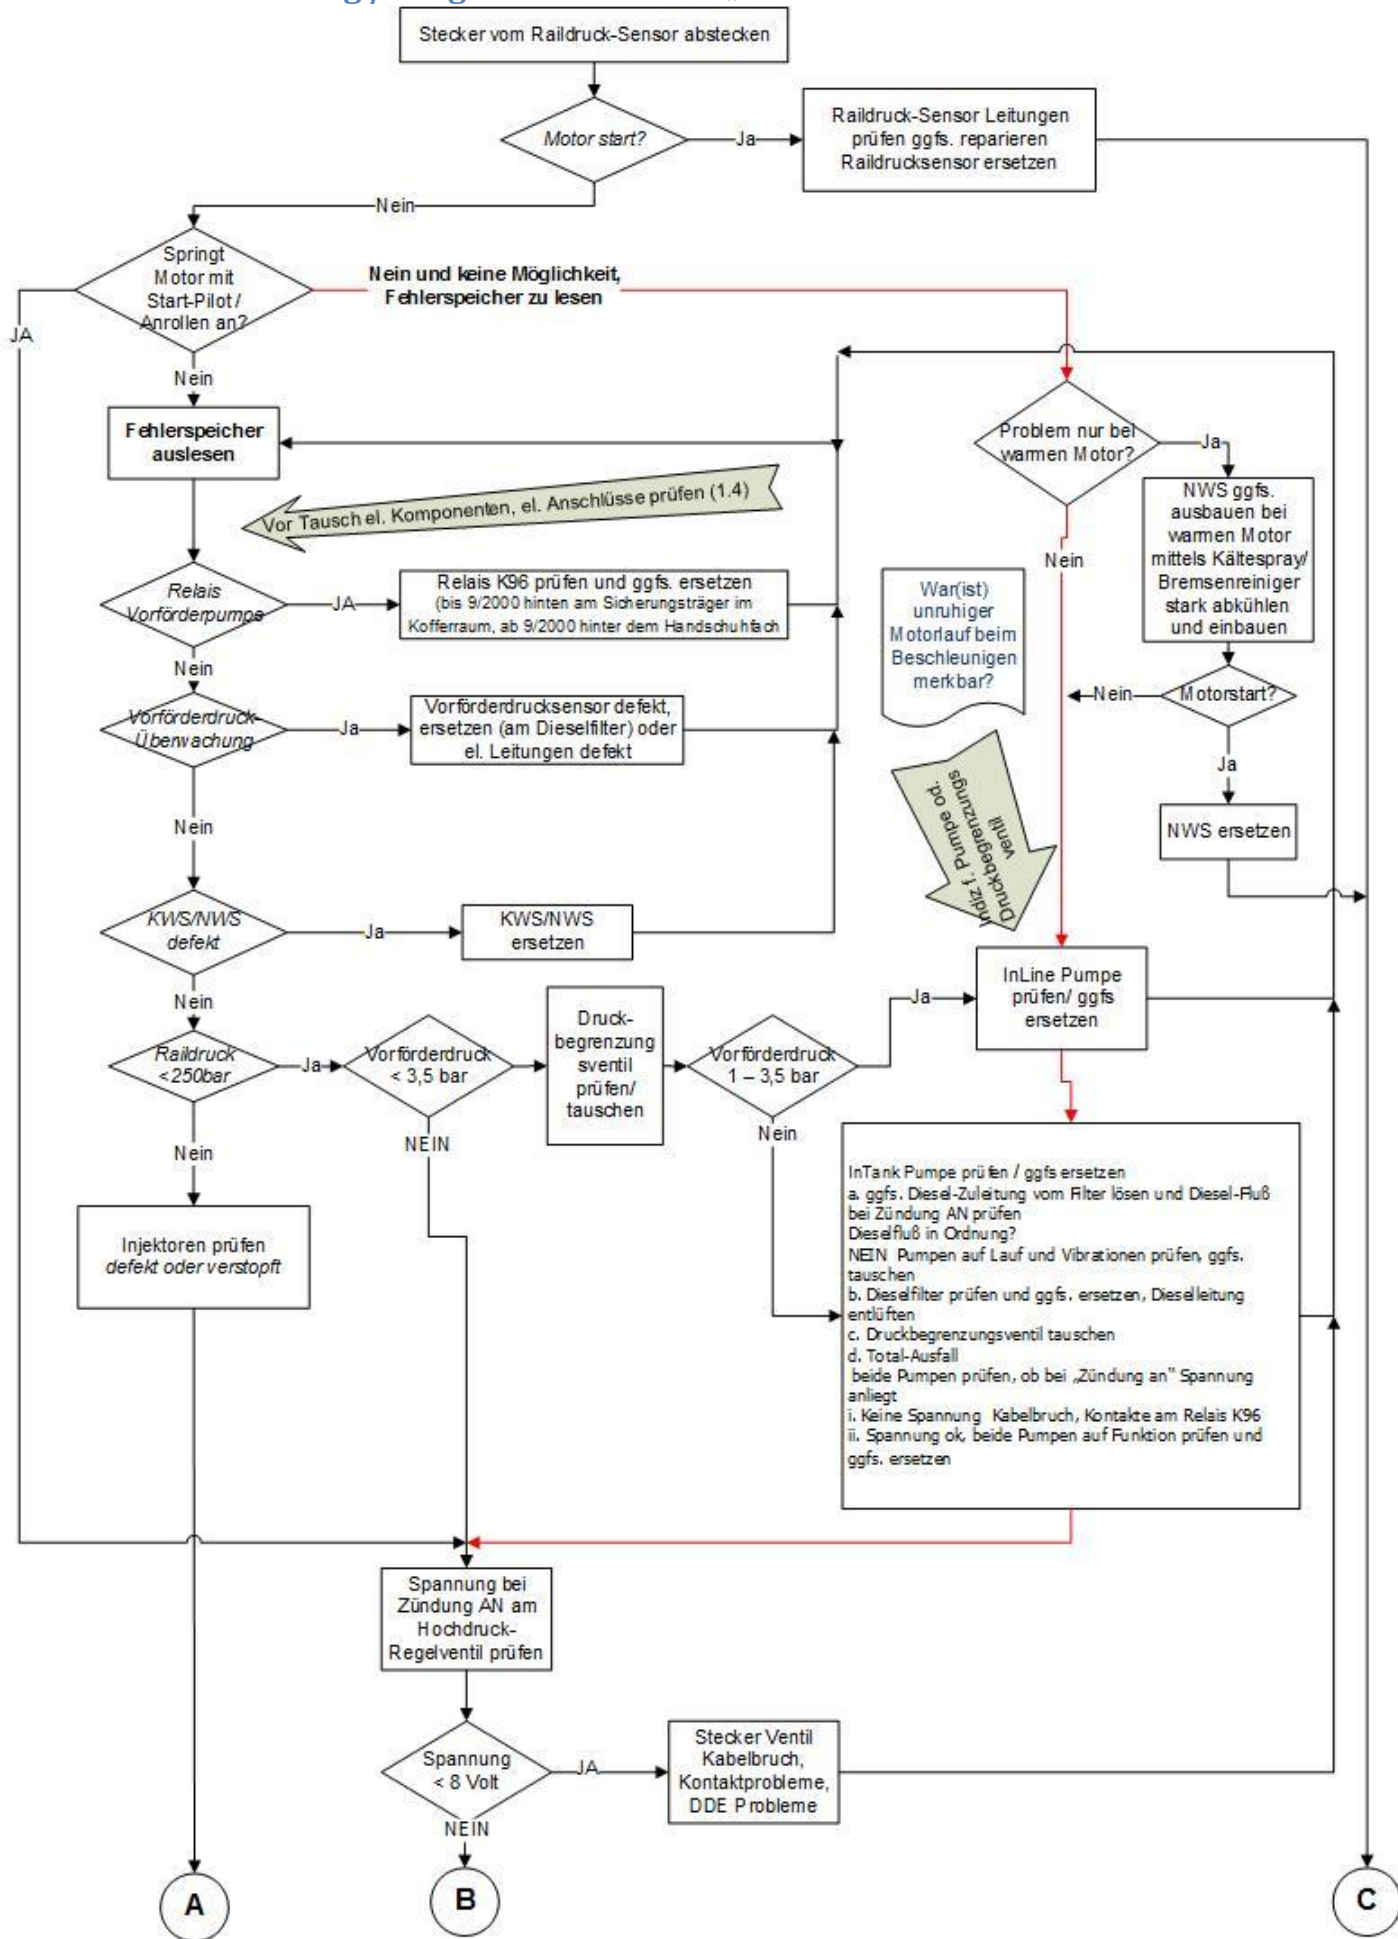 Stecker vom Raildruck-Sensor abstecken
Motor start?
Ja
Raildruck-Sensor Leitungen
prüfen ggfs. reparieren
Raildrucksensor ersetzen
Nein
Springt
Motor mit
Start-Pilot /
Anrollen an?
JA
Nein und keine Möglichkeit,
Fehlerspeicher zu lesen
Nein
Fehlerspeicher
auslesen
Problem nur bei
warmen Motor?
Ja
NWS ggfs.
ausbauen bei
warmen Motor
mittels Kältespray/
Bremsenreiniger
stark abkühlen
und einbauen
Vor Tausch el. Komponenten, el. Anschlüsse prüfen (1.4)
Nein
Relais
Vorförderpumpe
JA
Relais K96 prüfen und ggfs. ersetzen
(bis 9/2000 hinten am Sicherungsträger im
Kofferraum, ab 9/2000 hinter dem Handschuhfach
War(ist)
unruhiger
Motorlauf beim
Beschleunigen
merkbar?
Nein
Motorstart?
Nein
Vorförderdruck-
Überwachung
Ja
Vorförderdrucksensor defekt,
ersetzen (am Dieselfilter) oder
el. Leitungen defekt
Ja
NWS ersetzen
Indiz f. Pumpe od.
Druckbegrenzungs
ventil
Nein
KWS/NWS
defekt
Ja
KWS/NWS
ersetzen
InLine Pumpe
prüfen/ ggfs
ersetzen
Nein
Raildruck
<250bar
Ja
Vorförderdruck
< 3,5 bar
Druck-
begrenzung
sventil
prüfen/
tauschen
Vorförderdruck
1 – 3,5 bar
Ja
Nein
NEIN
Nein
Injektoren prüfen
defekt oder verstopft
InTank Pumpe prüfen / ggfs ersetzen
a. ggfs. Diesel-Zuleitung vom Filter lösen und Diesel-Fluß
bei Zündung AN prüfen
Dieselfluß in Ordnung?
NEIN Pumpen auf Lauf und Vibrationen prüfen, ggfs.
tauschen
b. Dieselfilter prüfen und ggfs. ersetzen, Dieselleitung
entlüften
c. Druckbegrenzungsventil tauschen
d. Total-Ausfall
beide Pumpen prüfen, ob bei „Zündung an“ Spannung
anliegt
i. Keine Spannung Kabelbruch, Kontakte am Relais K96
ii. Spannung ok, beide Pumpen auf Funktion prüfen und
ggfs. ersetzen
Spannung bei
Zündung AN am
Hochdruck-
Regelventil prüfen
Spannung
< 8 Volt
JA
Stecker Ventil
Kabelbruch,
Kontaktprobleme,
DDE Probleme
NEIN
A
B
C